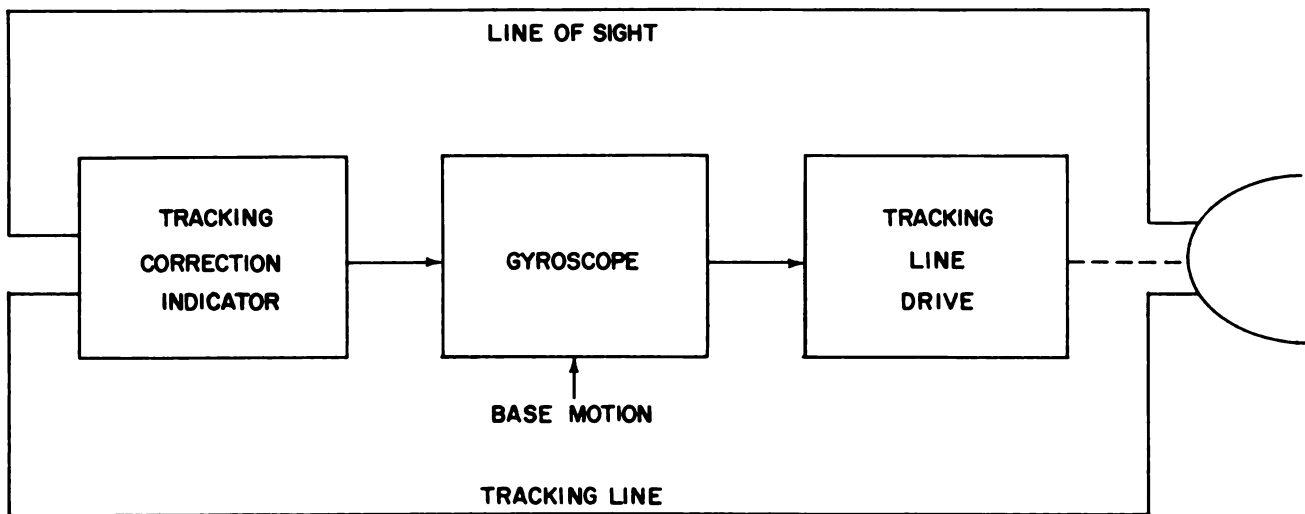 LINE OF SIGHT
TRACKING
CORRECTION
INDICATOR
GYROSCOPE
TRACKING
LINE
DRIVE
BASE MOTION
TRACKING LINE